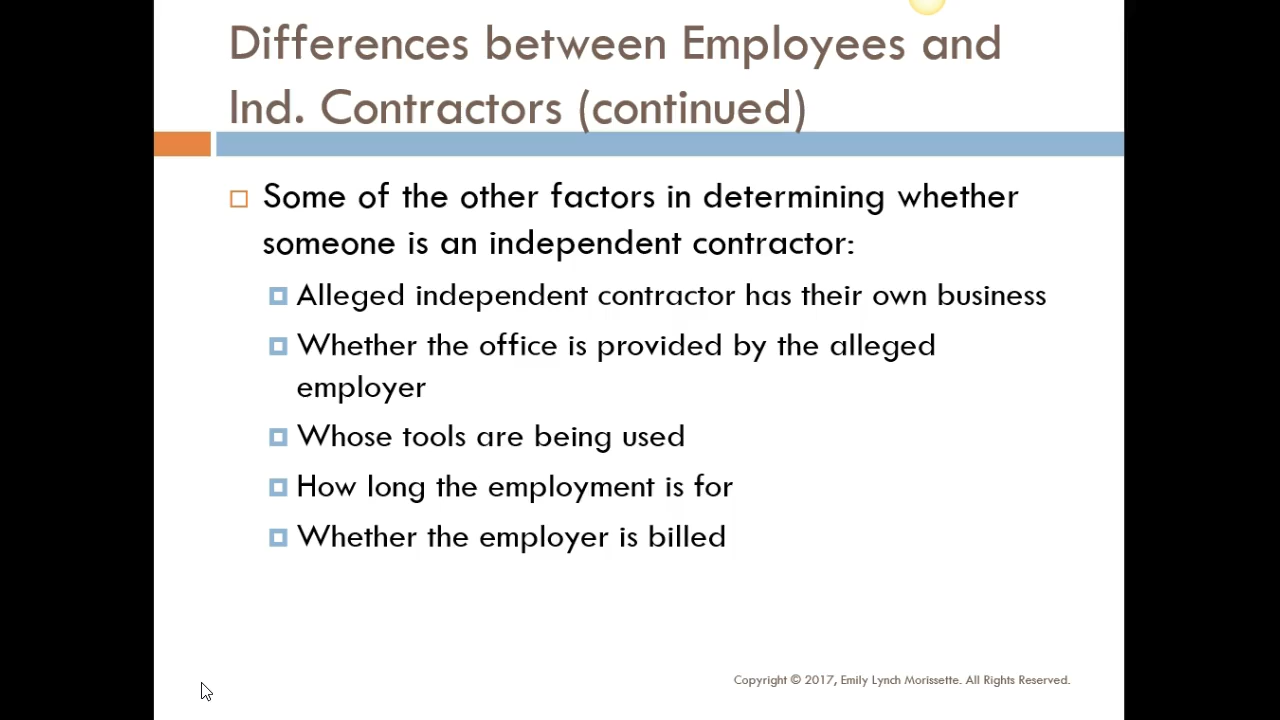 Differences between Employees and
Ind. Contractors (continued)
Some of the other factors in determining whether
someone is an independent contractor:
Alleged independent contractor has their own business
Whether the office is provided by the alleged
employer
Whose tools are being used
How long the employment is for
Whether the employer is billed
Copyright © 2017, Emily Lynch Morissette. All Rights Reserved.